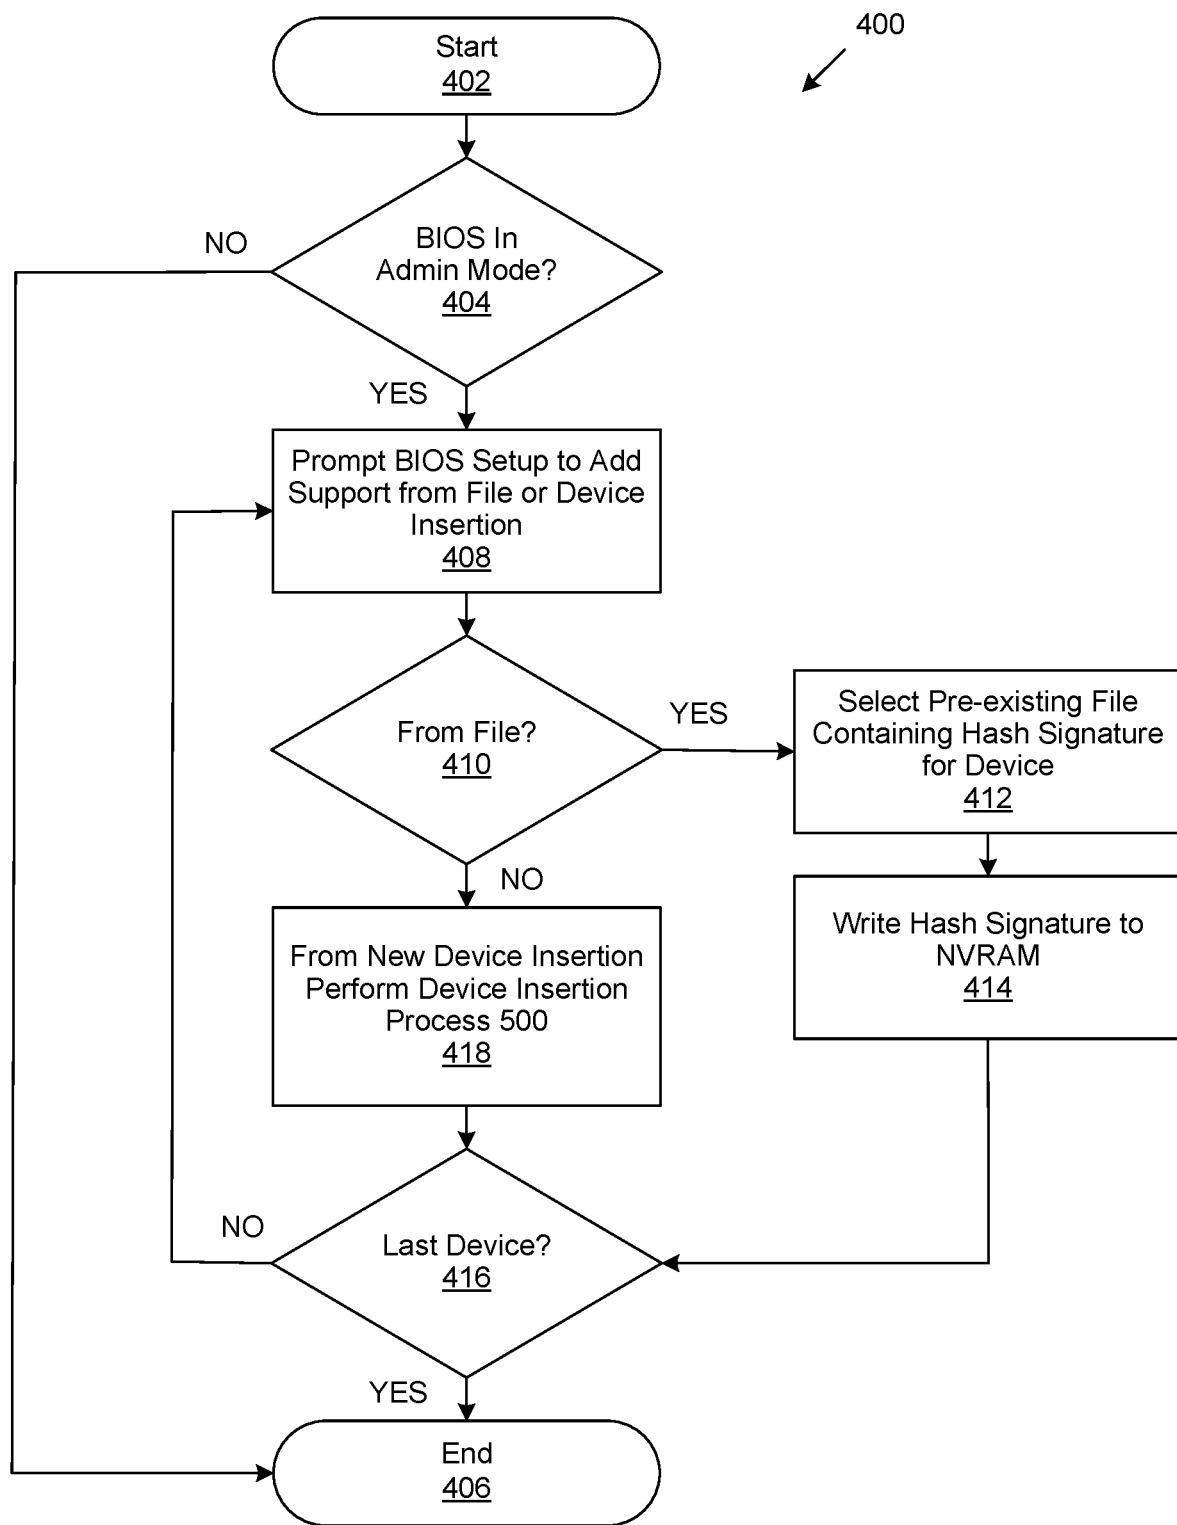 400
Start
402
BIOS In
Admin Mode?
404
NO
YES
Prompt BIOS Setup to Add
Support from File or Device
Insertion
408
From File?
410
YES
NO
Select Pre-existing File
Containing Hash Signature
for Device
412
Write Hash Signature to
NVRAM
414
From New Device Insertion
Perform Device Insertion
Process 500
418
Last Device?
416
NO
YES
End
406